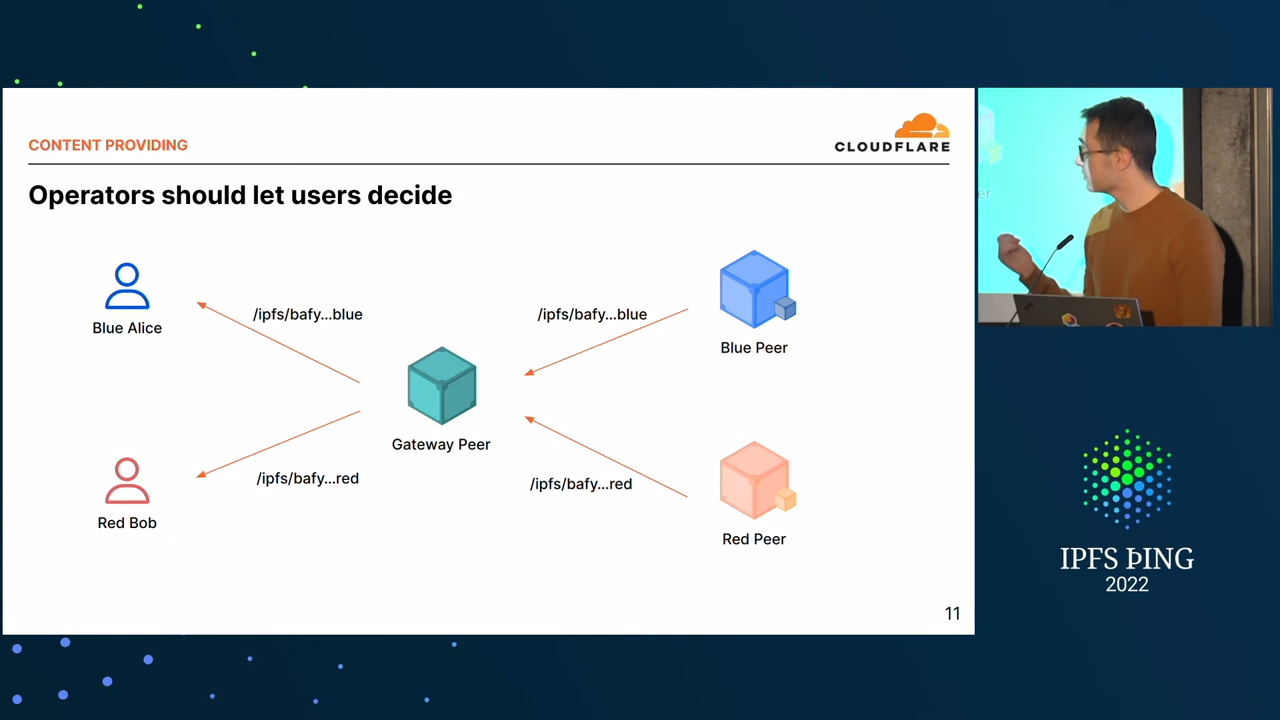 CONTENT PROVIDING
CLOUDFLARE
Operators should let users decide
Blue Alice
/ipfs/bafy...blue
/ipfs/bafy...blue
Blue Peer
Gateway Peer
Red Bob
/ipfs/bafy...red
/ipfs/bafy...red
Red Peer
11
IPFS ÞING
2022